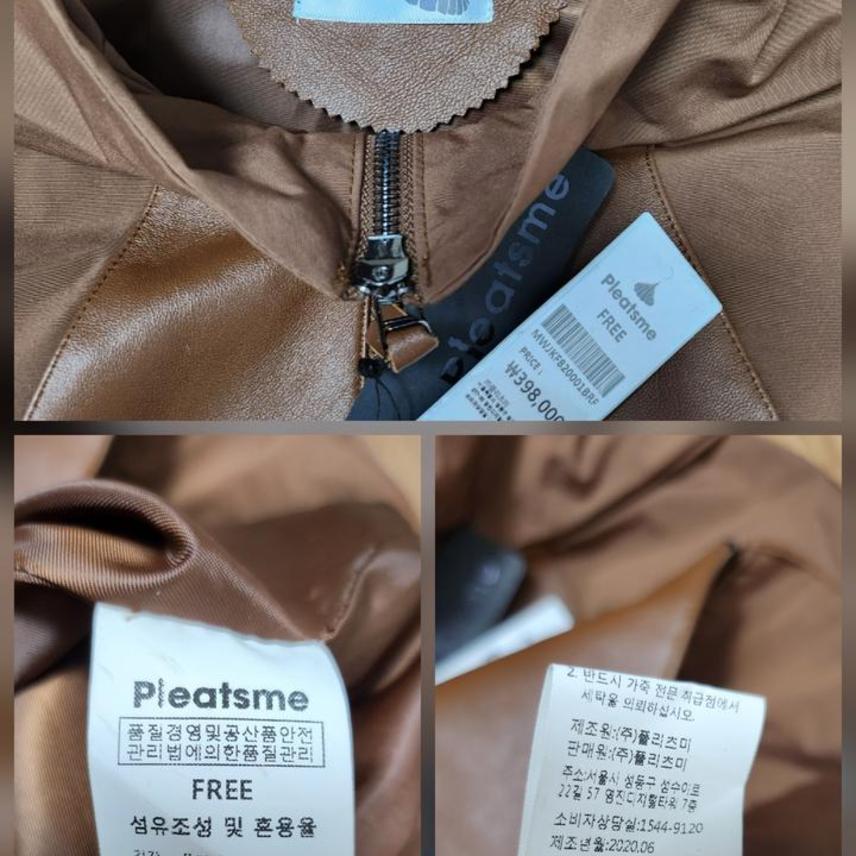 Pleatsme
Pleatsme
FREE
MWJKFB20001BRF
PRICE :
₩398,000
Pleatsme
품질경영및공산품안전
관리법에의한품질관리
FREE
섬유조성 및 혼용율
2. 반드시 가죽 전문 취급점에서
세탁을 의뢰하십시오.
제조원:(주)플리츠미
판매원:(주)플리츠미
주소:서울시 성동구 성수이로
22길 57 영진디지털타워 7층
소비자상담실:1544-9120
제조년월:2020.06